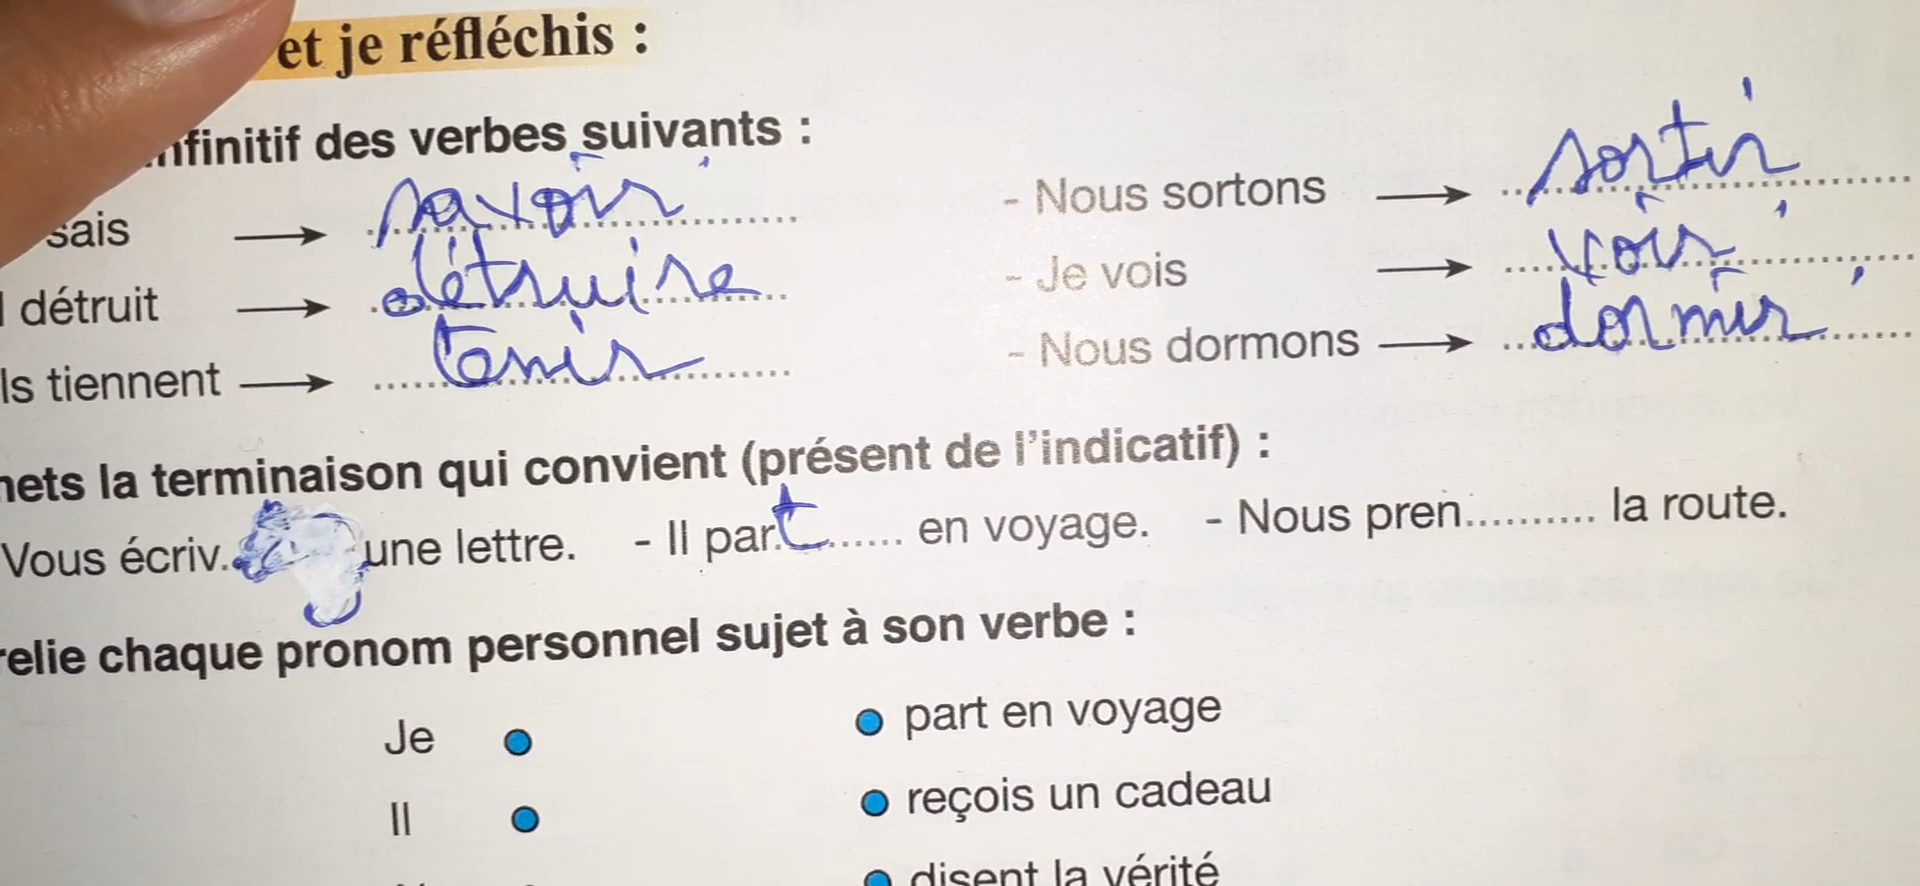 et je réfléchis :
nfinitif des verbes suivants :
sais → savoir - Nous sortons → sortir
détruit → détruire - Je vois → voir
ls tiennent → tenir - Nous dormons → dormir
mets la terminaison qui convient (présent de l'indicatif) :
Vous écriv. une lettre. - Il par.t...... en voyage. - Nous pren.......... la route.
relie chaque pronom personnel sujet à son verbe :
Je part en voyage
Il reçois un cadeau
disent la vérité